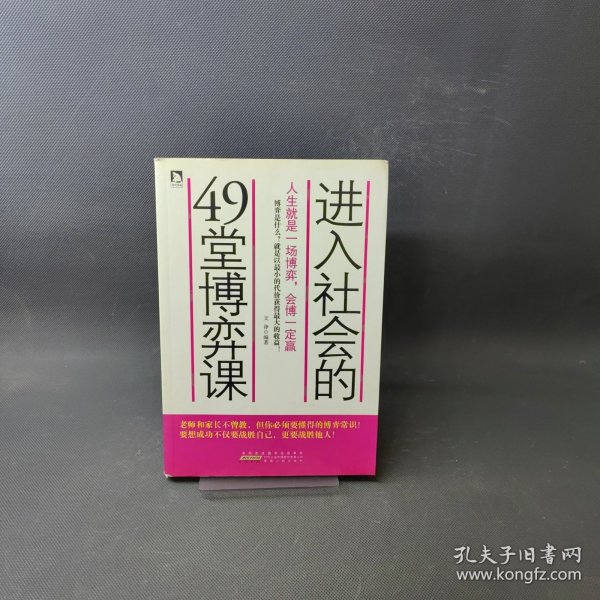 进入社会的
49堂博弈课
人生就是一场博弈，会博一定赢
博弈是什么？就是以最小的代价获得最大的收益！
文泽◎编著
老师和家长不曾教，但你必须要懂得的博弈常识！
要想成功不仅要战胜自己，更要战胜他人！
孔夫子旧书网
www.kongfz.com